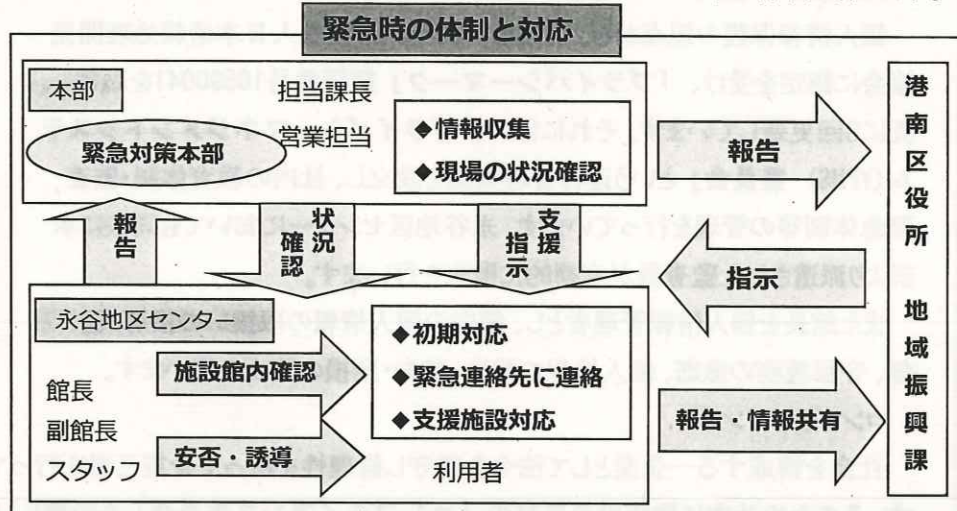 緊急時の体制と対応
本部
緊急対策本部
担当課長
営業担当
◆情報収集
◆現場の状況確認
報告
指示
報告
状況確認
支援指示
永谷地区センター
館長
副館長
スタッフ
施設館内確認
安否・誘導
◆初期対応
◆緊急連絡先に連絡
◆支援施設対応
利用者
報告・情報共有
港南区役所 地域振興課